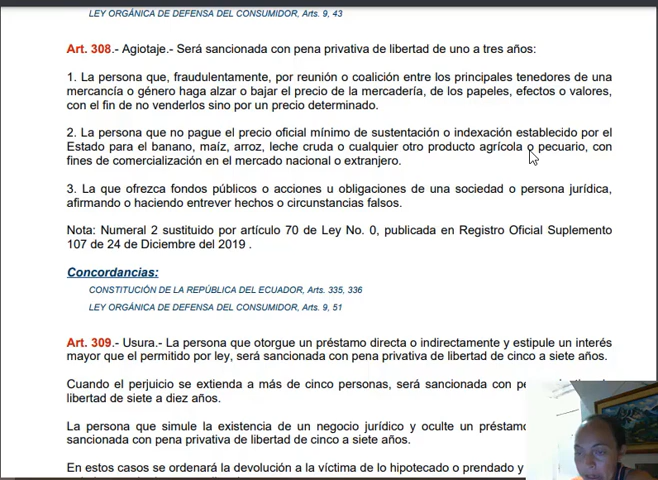 LEY ORGÁNICA DE DEFENSA DEL CONSUMIDOR, Arts. 9, 43
Art. 308.- Agiotaje.- Será sancionada con pena privativa de libertad de uno a tres años:
1. La persona que, fraudulentamente, por reunión o coalición entre los principales tenedores de una
mercancía o género haga alzar o bajar el precio de la mercadería, de los papeles, efectos o valores,
con el fin de no venderlos sino por un precio determinado.
2. La persona que no pague el precio oficial mínimo de sustentación o indexación establecido por el
Estado para el banano, maíz, arroz, leche cruda o cualquier otro producto agrícola o pecuario, con
fines de comercialización en el mercado nacional o extranjero.
3. La que ofrezca fondos públicos o acciones u obligaciones de una sociedad o persona jurídica,
afirmando o haciendo entrever hechos o circunstancias falsos.
Nota: Numeral 2 sustituido por artículo 70 de Ley No. 0, publicada en Registro Oficial Suplemento
107 de 24 de Diciembre del 2019 .
Concordancias:
CONSTITUCIÓN DE LA REPÚBLICA DEL ECUADOR, Arts. 335, 336
LEY ORGÁNICA DE DEFENSA DEL CONSUMIDOR, Arts. 9, 51
Art. 309.- Usura.- La persona que otorgue un préstamo directa o indirectamente y estipule un interés
mayor que el permitido por ley, será sancionada con pena privativa de libertad de cinco a siete años.
Cuando el perjuicio se extienda a más de cinco personas, será sancionada con
libertad de siete a diez años.
La persona que simule la existencia de un negocio jurídico y oculte un préstamo
sancionada con pena privativa de libertad de cinco a siete años.
En estos casos se ordenará la devolución a la víctima de lo hipotecado o prendado y